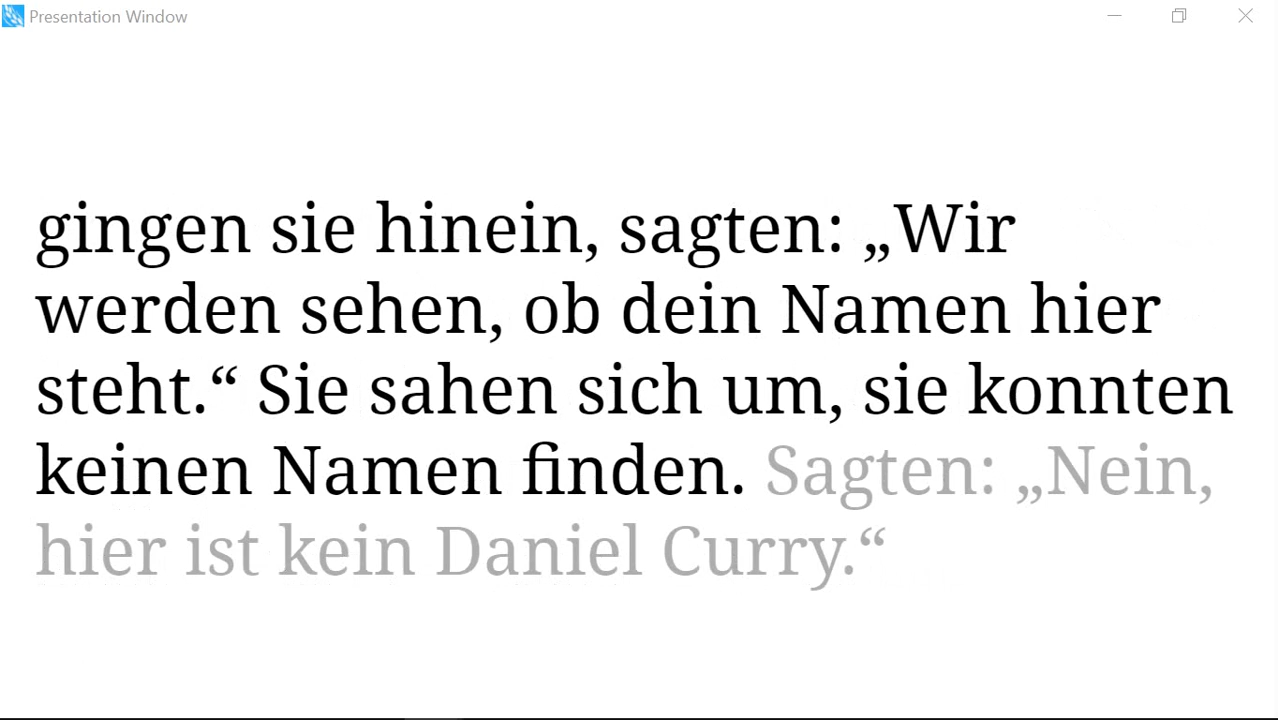 Presentation Window
gingen sie hinein, sagten: „Wir
werden sehen, ob dein Namen hier
steht.“ Sie sahen sich um, sie konnten
keinen Namen finden. Sagten: „Nein,
hier ist kein Daniel Curry.“